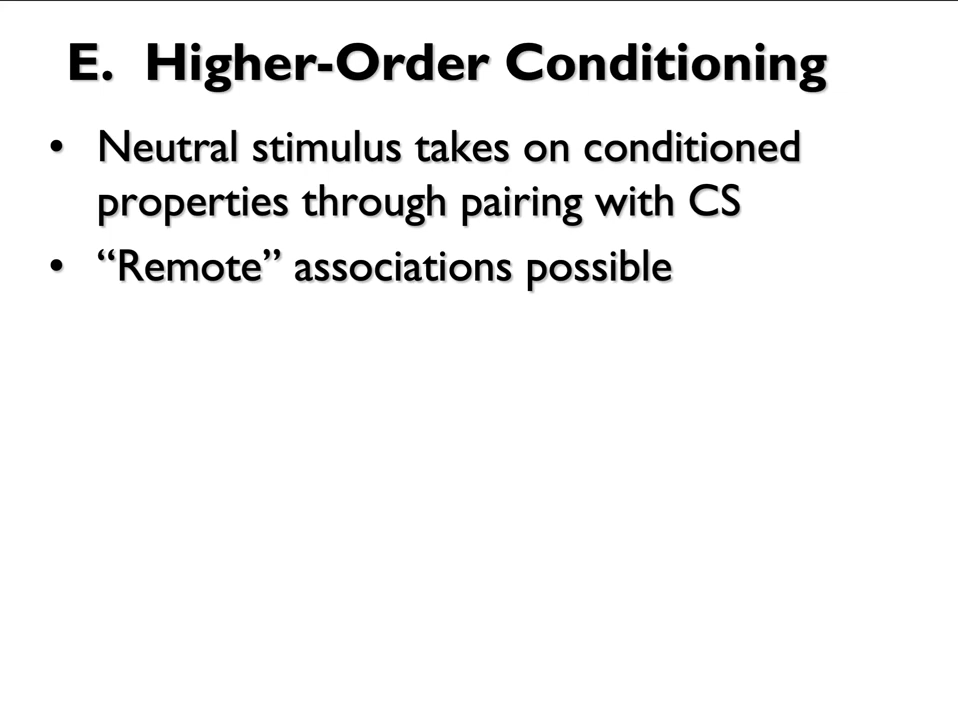 E. Higher-Order Conditioning
• Neutral stimulus takes on conditioned
properties through pairing with CS
• “Remote” associations possible